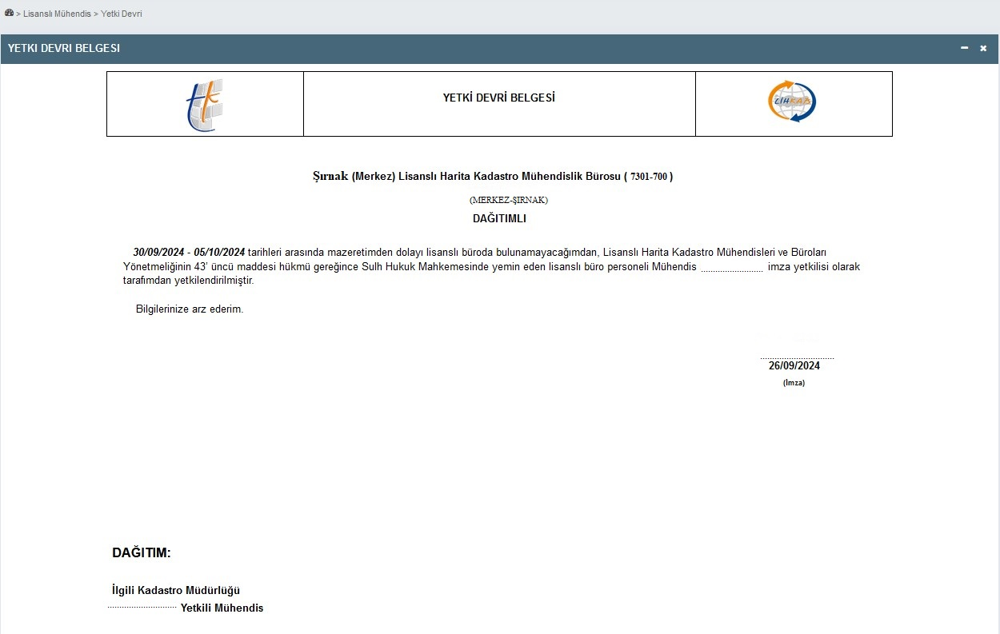 > Lisanslı Mühendis > Yetki Devri
YETKI DEVRI BELGESI
YETKİ DEVRİ BELGESİ
LİHKAB
Şırnak (Merkez) Lisanslı Harita Kadastro Mühendislik Bürosu ( 7301-700 )
(MERKEZ-ŞIRNAK)
DAĞITIMLI
30/09/2024 - 05/10/2024 tarihleri arasında mazeretimden dolayı lisanslı büroda bulunamayacağımdan, Lisanslı Harita Kadastro Mühendisleri ve Büroları
Yönetmeliğinin 43’ üncü maddesi hükmü gereğince Sulh Hukuk Mahkemesinde yemin eden lisanslı büro personeli Mühendis .......................... imza yetkilisi olarak
tarafımdan yetkilendirilmiştir.
Bilgilerinize arz ederim.
...............................
26/09/2024
(İmza)
DAĞITIM:
İlgili Kadastro Müdürlüğü
............................. Yetkili Mühendis